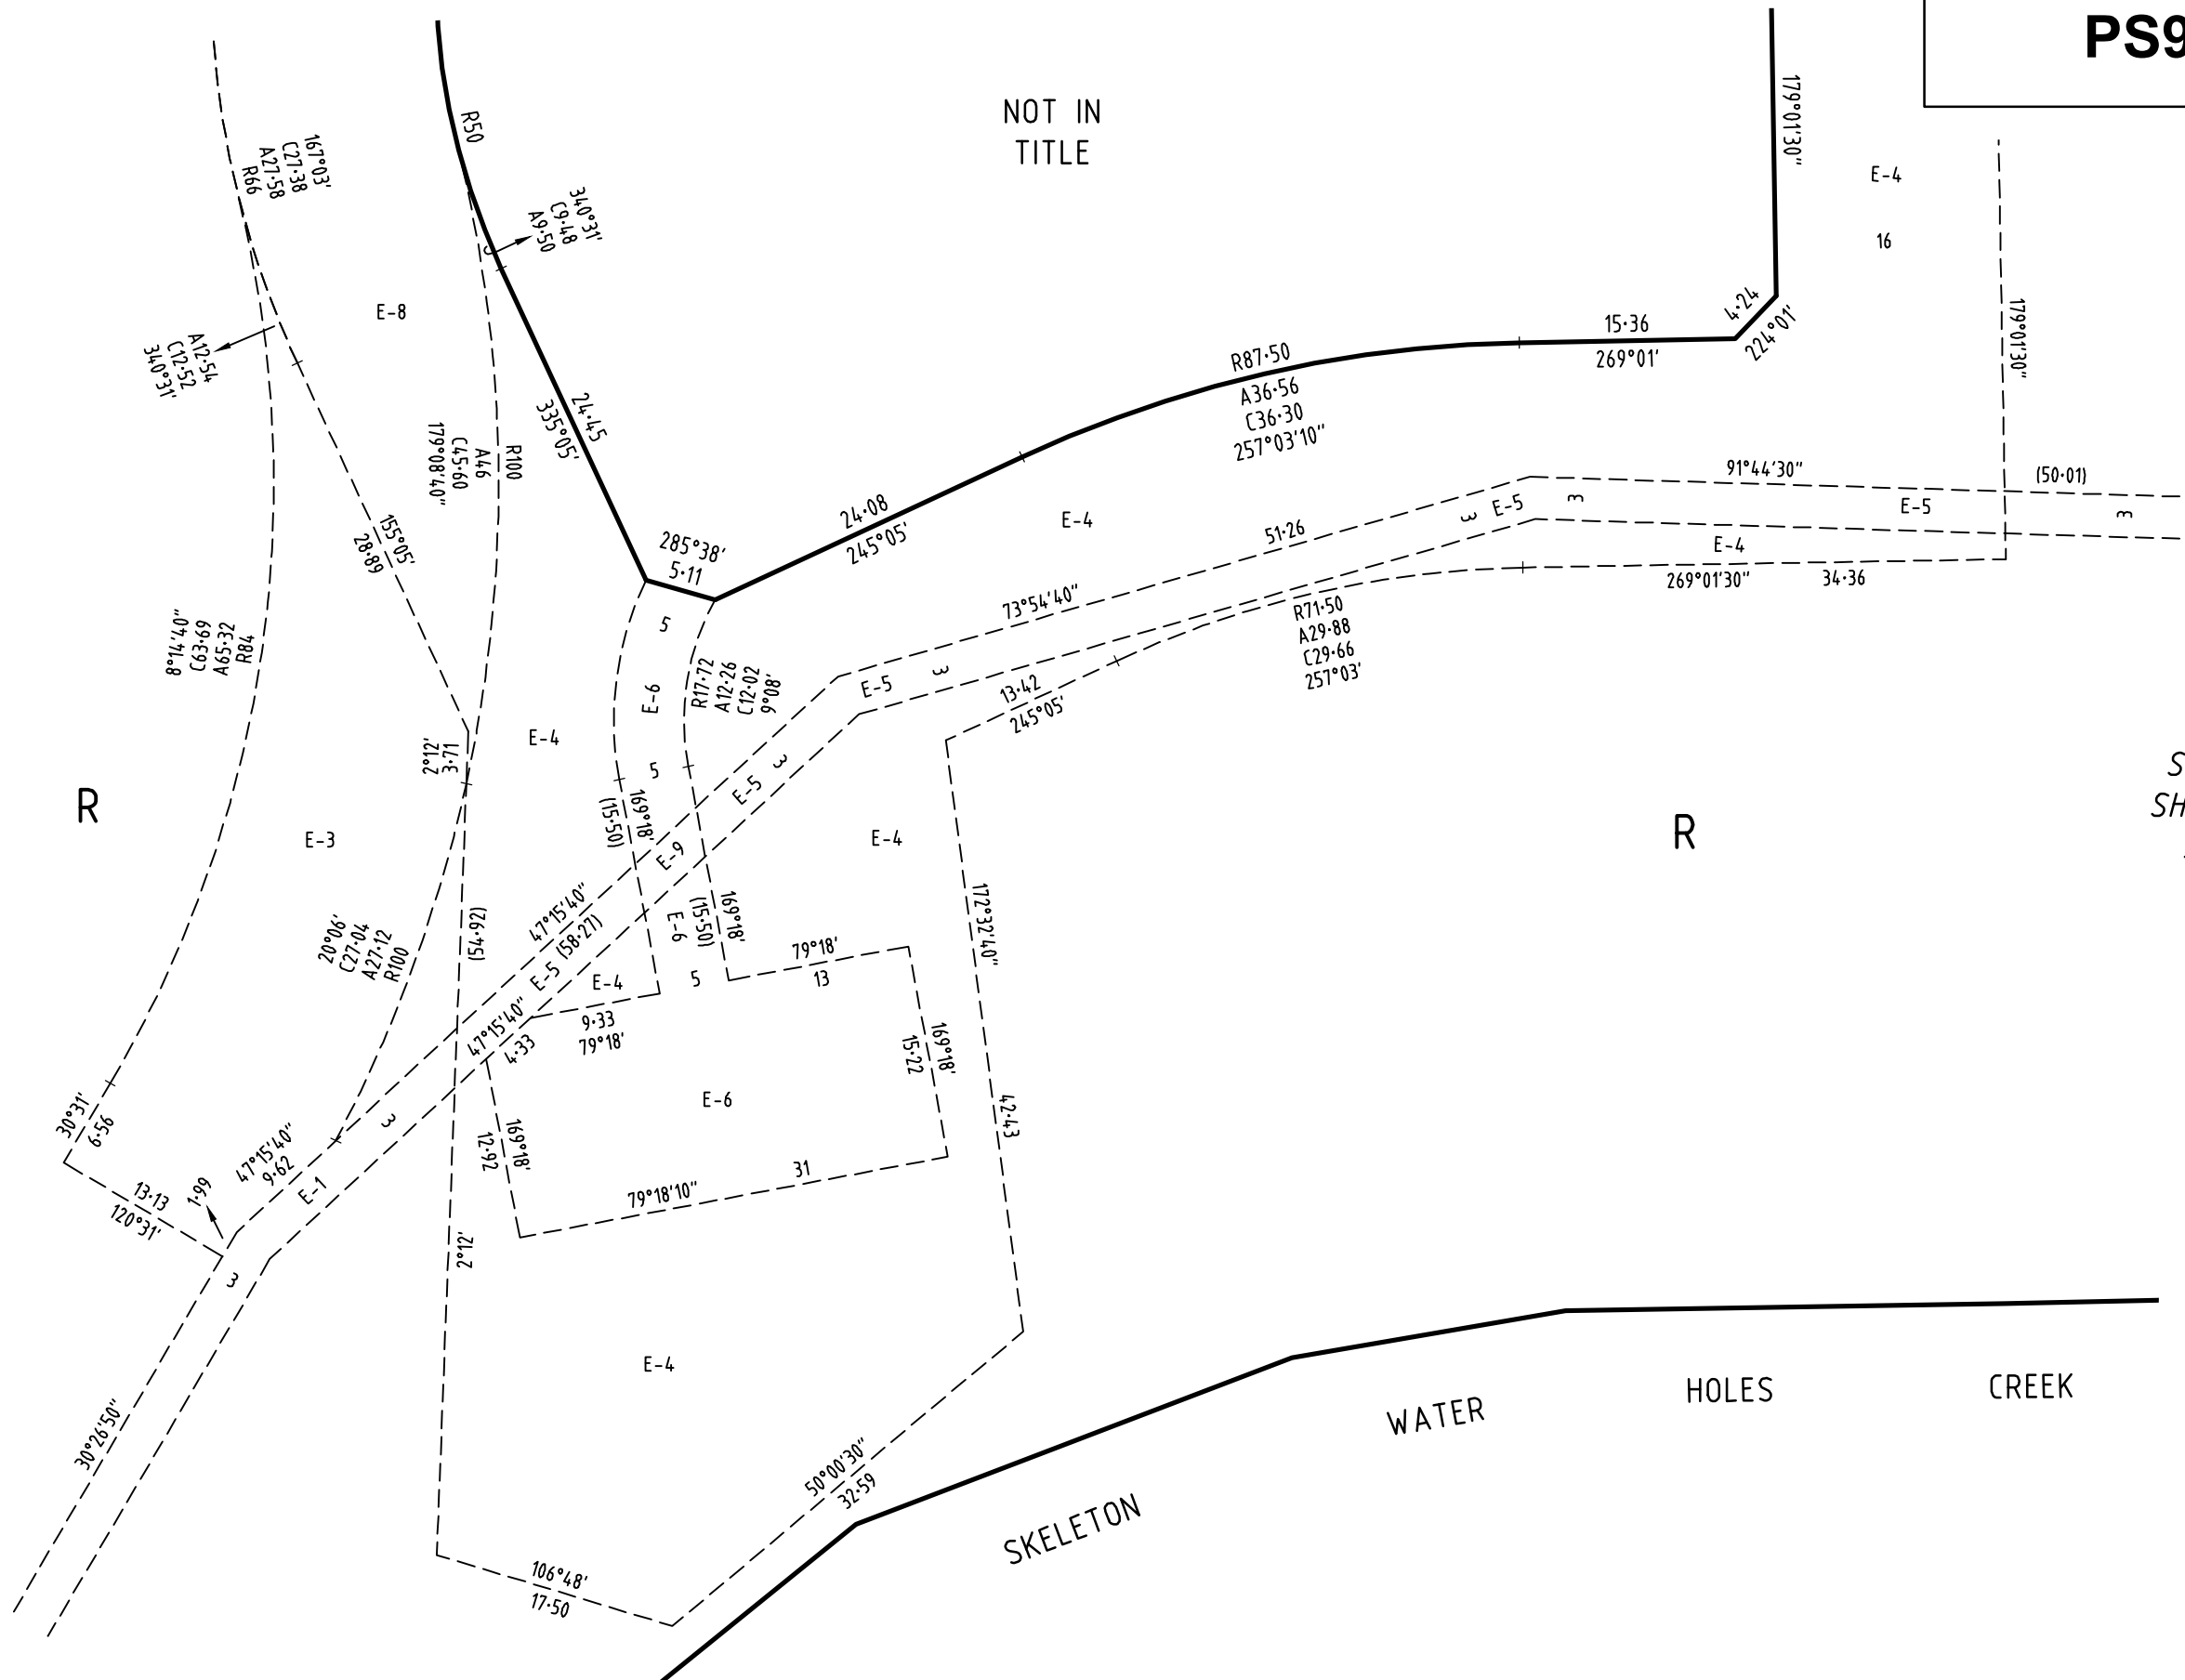 PS9
NOT IN
TITLE
R50
179°01'30"
E-4
16
179°01'30"
167°03'
C27·38
A27·58
R66
340°31'
C9·48
A9·50
E-8
A12·54
C12·52
340°31'
4·24
224°01'
15·36
269°01'
R87·50
A36·56
C36·30
257°03'10"
24·45
335°05'
R100
A46
C45·60
179°08'40"
155°05'
28·89
24·08
245°05'
285°38'
5·11
E-4
51·26
73°54'40"
3
E-5
3
91°44'30"
(50·01)
E-5
3
E-4
269°01'30"
34·36
R71·50
A29·88
C29·66
257°03'
13·42
245°05'
8°14'40"
C63·69
A65·32
R84
5
E-6
R17·72
A12·26
C12·02
9°08'
E-5
3
2°12'
3·71
E-4
5
169°18'
(15·50)
E-5
3
E-9
E-4
R
E-3
R
S
SH
20°06'
C27·04
A27·12
R100
(54·92)
47°15'40"
E-5 (58·27)
E-6
(15·50)
169°18'
5
79°18'
13
172°32'40"
E-4
9·33
79°18'
47°15'40"
4·33
169°18'
15·22
E-6
42·43
30°31'
6·56
3
47°15'40"
9·62
169°18'
12·92
E-1
31
79°18'10"
13·13
120°31'
1·99
3
2°12'
E-4
30°26'50"
50°00'30"
32·59
106°48'
17·50
SKELETON WATER HOLES CREEK